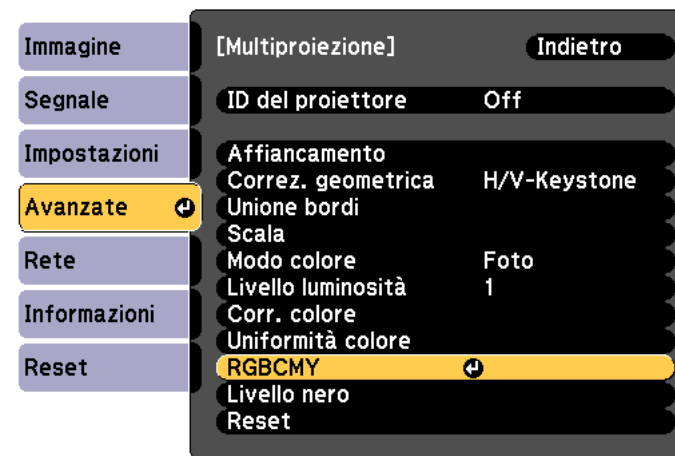 Immagine
Segnale
Impostazioni
Avanzate
Rete
Informazioni
Reset
[Multiproiezione] Indietro
ID del proiettore Off
Affiancamento
Correz. geometrica H/V-Keystone
Unione bordi
Scala
Modo colore Foto
Livello luminosità 1
Corr. colore
Uniformità colore
RGBCMY
Livello nero
Reset